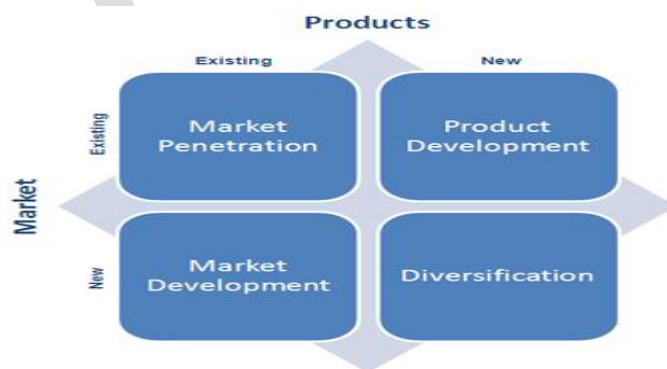 Products
Existing
New
Market
Existing
Market
Penetration
Product
Development
New
Market
Development
Diversification